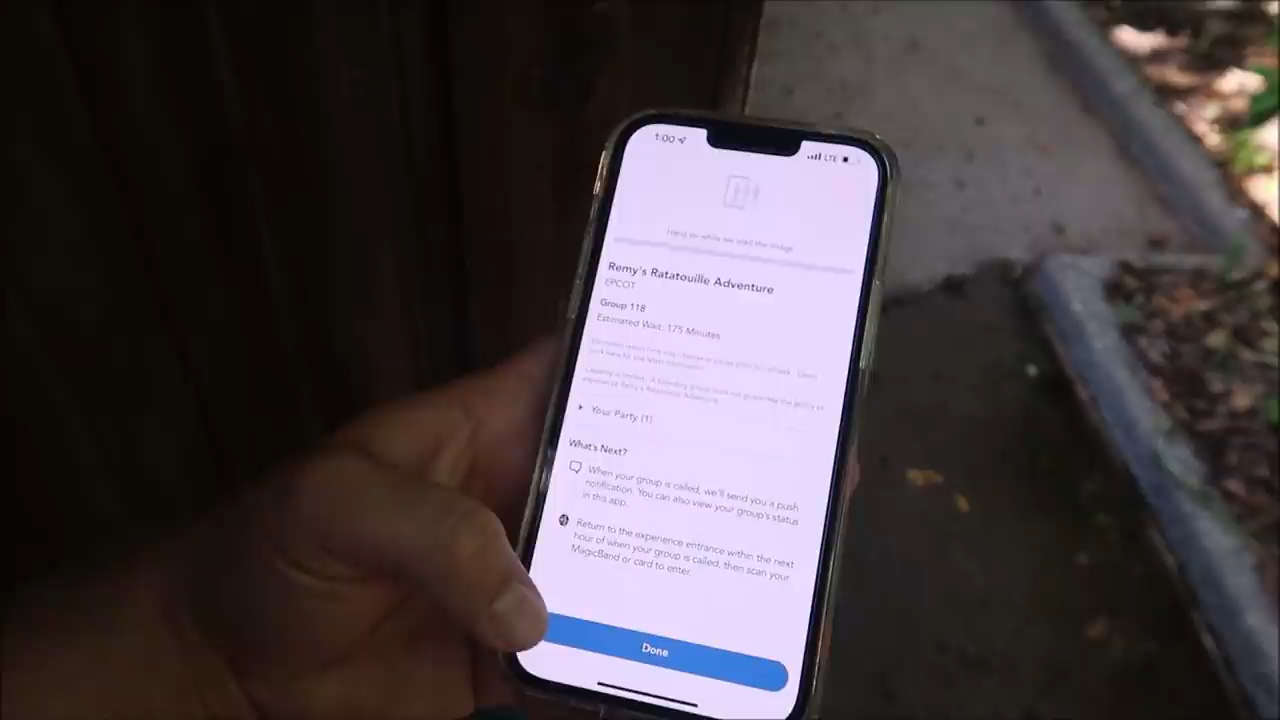 1:00
LTE
Hang on while we load the image
Remy's Ratatouille Adventure
EPCOT
Group 118
Estimated Wait: 175 Minutes
Your Party (1)
What's Next?
When your group is called, we'll send you a push
notification. You can also view your group's status
in this app.
Return to the experience entrance within the next
hour of when your group is called, then scan your
MagicBand or card to enter.
Done